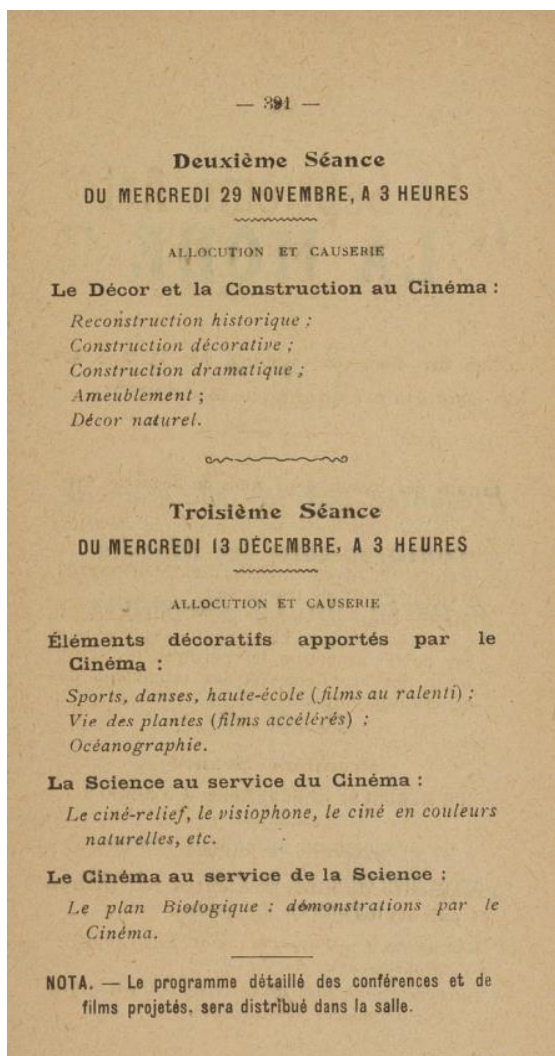 — 391 —
Deuxième Séance
DU MERCREDI 29 NOVEMBRE, A 3 HEURES
ALLOCUTION ET CAUSERIE
Le Décor et la Construction au Cinéma :
Reconstruction historique ;
Construction décorative ;
Construction dramatique ;
Ameublement ;
Décor naturel.
Troisième Séance
DU MERCREDI 13 DÉCEMBRE, A 3 HEURES
ALLOCUTION ET CAUSERIE
Éléments décoratifs apportés par le
Cinéma :
Sports, danses, haute-école (films au ralenti) ;
Vie des plantes (films accélérés) ;
Océanographie.
La Science au service du Cinéma :
Le ciné-relief, le visiophone, le ciné en couleurs
naturelles, etc.
Le Cinéma au service de la Science :
Le plan Biologique : démonstrations par le
Cinéma.
NOTA. — Le programme détaillé des conférences et de
films projetés, sera distribué dans la salle.